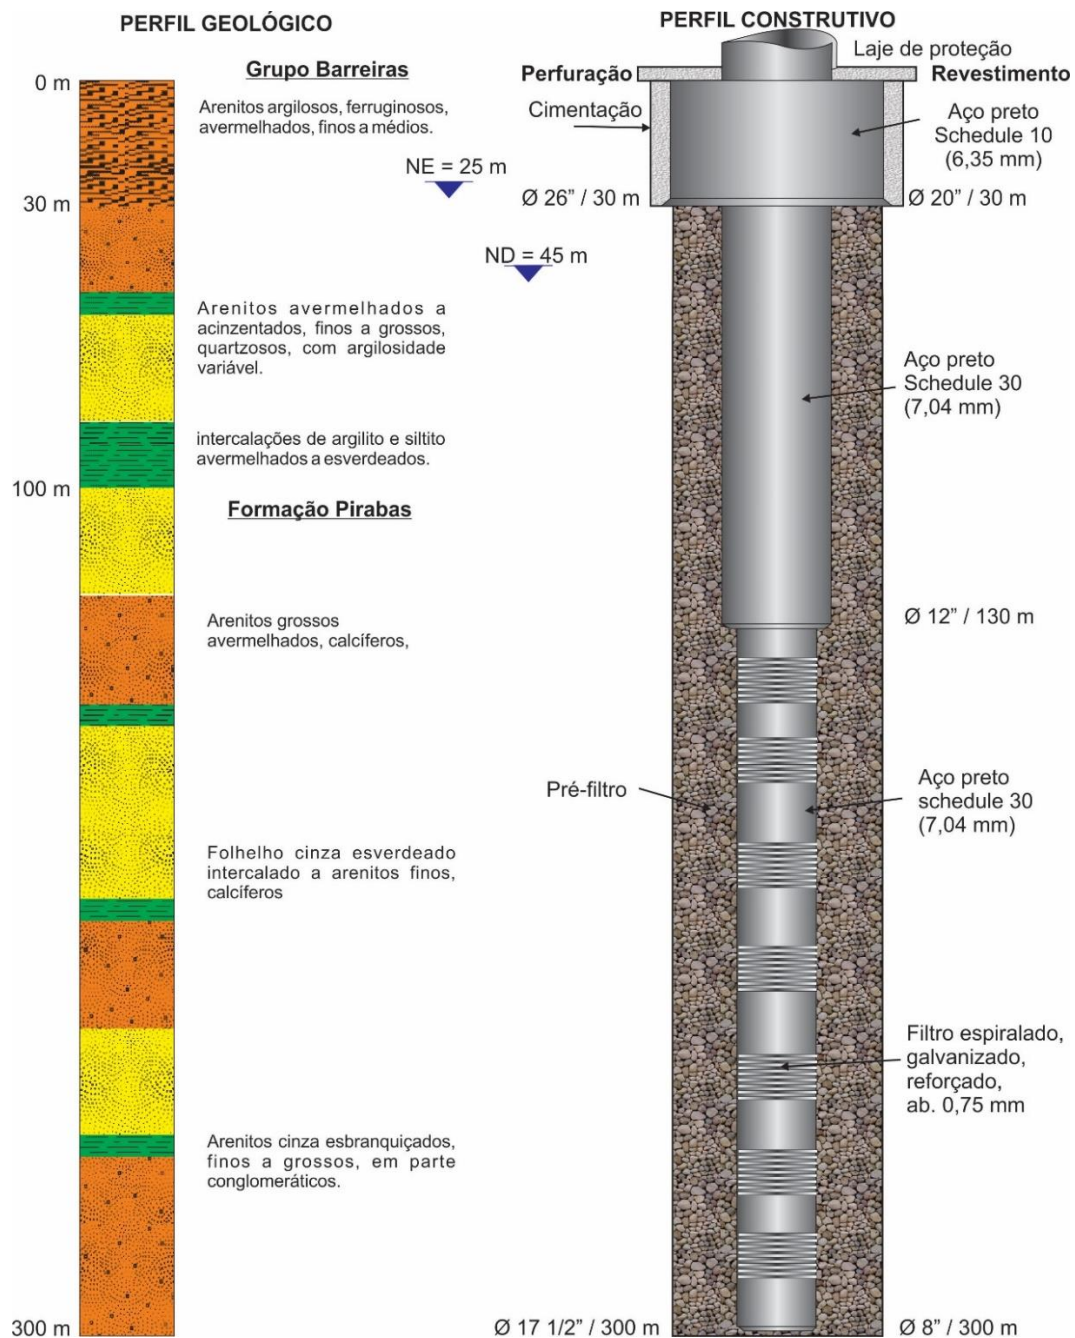 PERFIL GEOLÓGICO
0 m
30 m
100 m
300 m
Grupo Barreiras
Arenitos argilosos, ferruginosos,
avermelhados, finos a médios.
NE = 25 m
ND = 45 m
Arenitos avermelhados a
acinzentados, finos a grossos,
quartzosos, com argilosidade
variável.
intercalações de argilito e siltito
avermelhados a esverdeados.
Formação Pirabas
Arenitos grossos
avermelhados, calcíferos,
Folhelho cinza esverdeado
intercalado a arenitos finos,
calcíferos
Arenitos cinza esbranquiçados,
finos a grossos, em parte
conglomeráticos.
PERFIL CONSTRUTIVO
Laje de proteção
Perfuração
Revestimento
Cimentação
Aço preto
Schedule 10
(6,35 mm)
Ø 26” / 30 m
Ø 20” / 30 m
Aço preto
Schedule 30
(7,04 mm)
Ø 12” / 130 m
Pré-filtro
Aço preto
schedule 30
(7,04 mm)
Filtro espiralado,
galvanizado,
reforçado,
ab. 0,75 mm
Ø 17 1/2” / 300 m
Ø 8” / 300 m